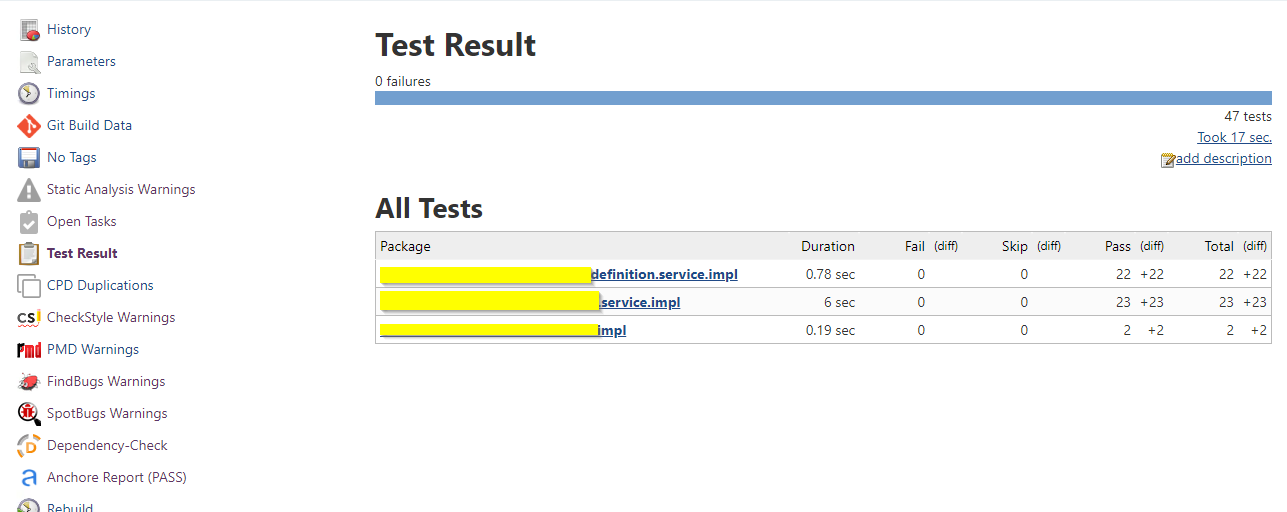 History
Parameters
Timings
Git Build Data
No Tags
Static Analysis Warnings
Open Tasks
Test Result
CPD Duplications
CheckStyle Warnings
PMD Warnings
FindBugs Warnings
SpotBugs Warnings
Dependency-Check
Anchore Report (PASS)
Rebuild
Test Result
0 failures
47 tests
Took 17 sec.
add description
All Tests
Package Duration Fail (diff) Skip (diff) Pass (diff) Total (diff)
definition.service.impl 0.78 sec 0 0 22 +22 22 +22
.service.impl 6 sec 0 0 23 +23 23 +23
impl 0.19 sec 0 0 2 +2 2 +2